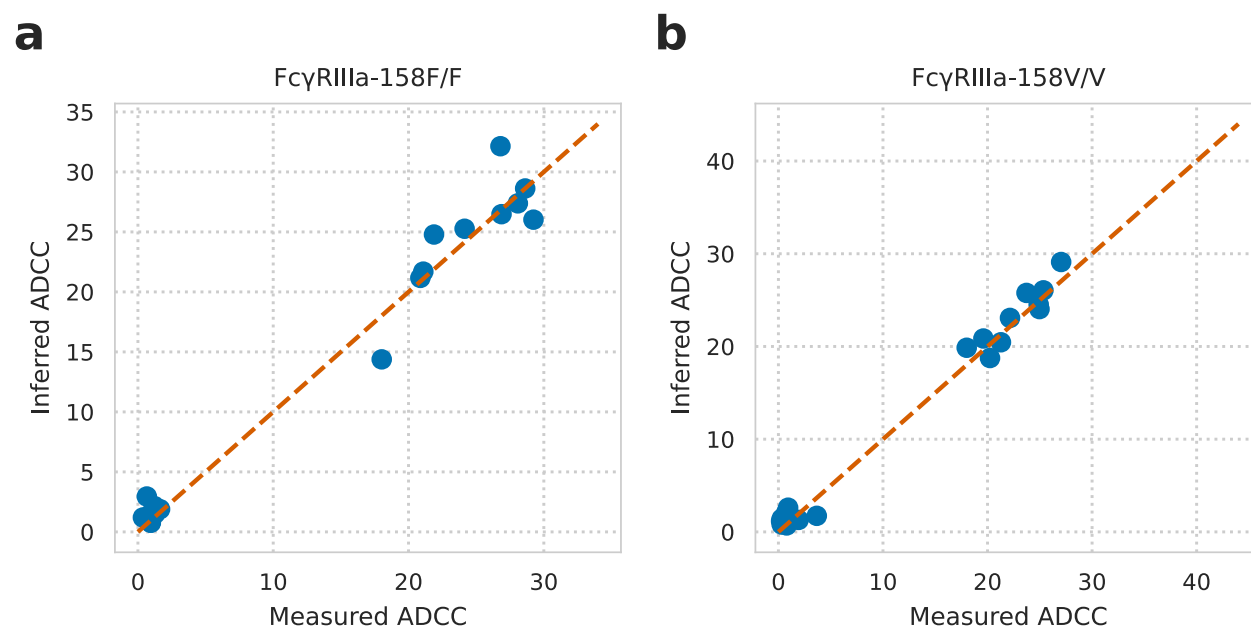 a
FcγRIIIa-158F/F
Inferred ADCC
35
30
25
20
15
10
5
0
0 10 20 30
Measured ADCC
b
FcγRIIIa-158V/V
Inferred ADCC
40
30
20
10
0
0 10 20 30 40
Measured ADCC